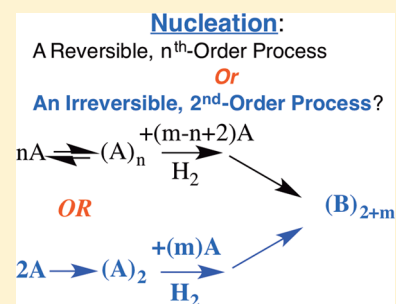 Nucleation:
A Reversible, nth-Order Process
Or
An Irreversible, 2nd-Order Process?
+(m-n+2)A
nA ⇌ (A)n
H2
OR
(B)2+m
+(m)A
2A → (A)2
H2